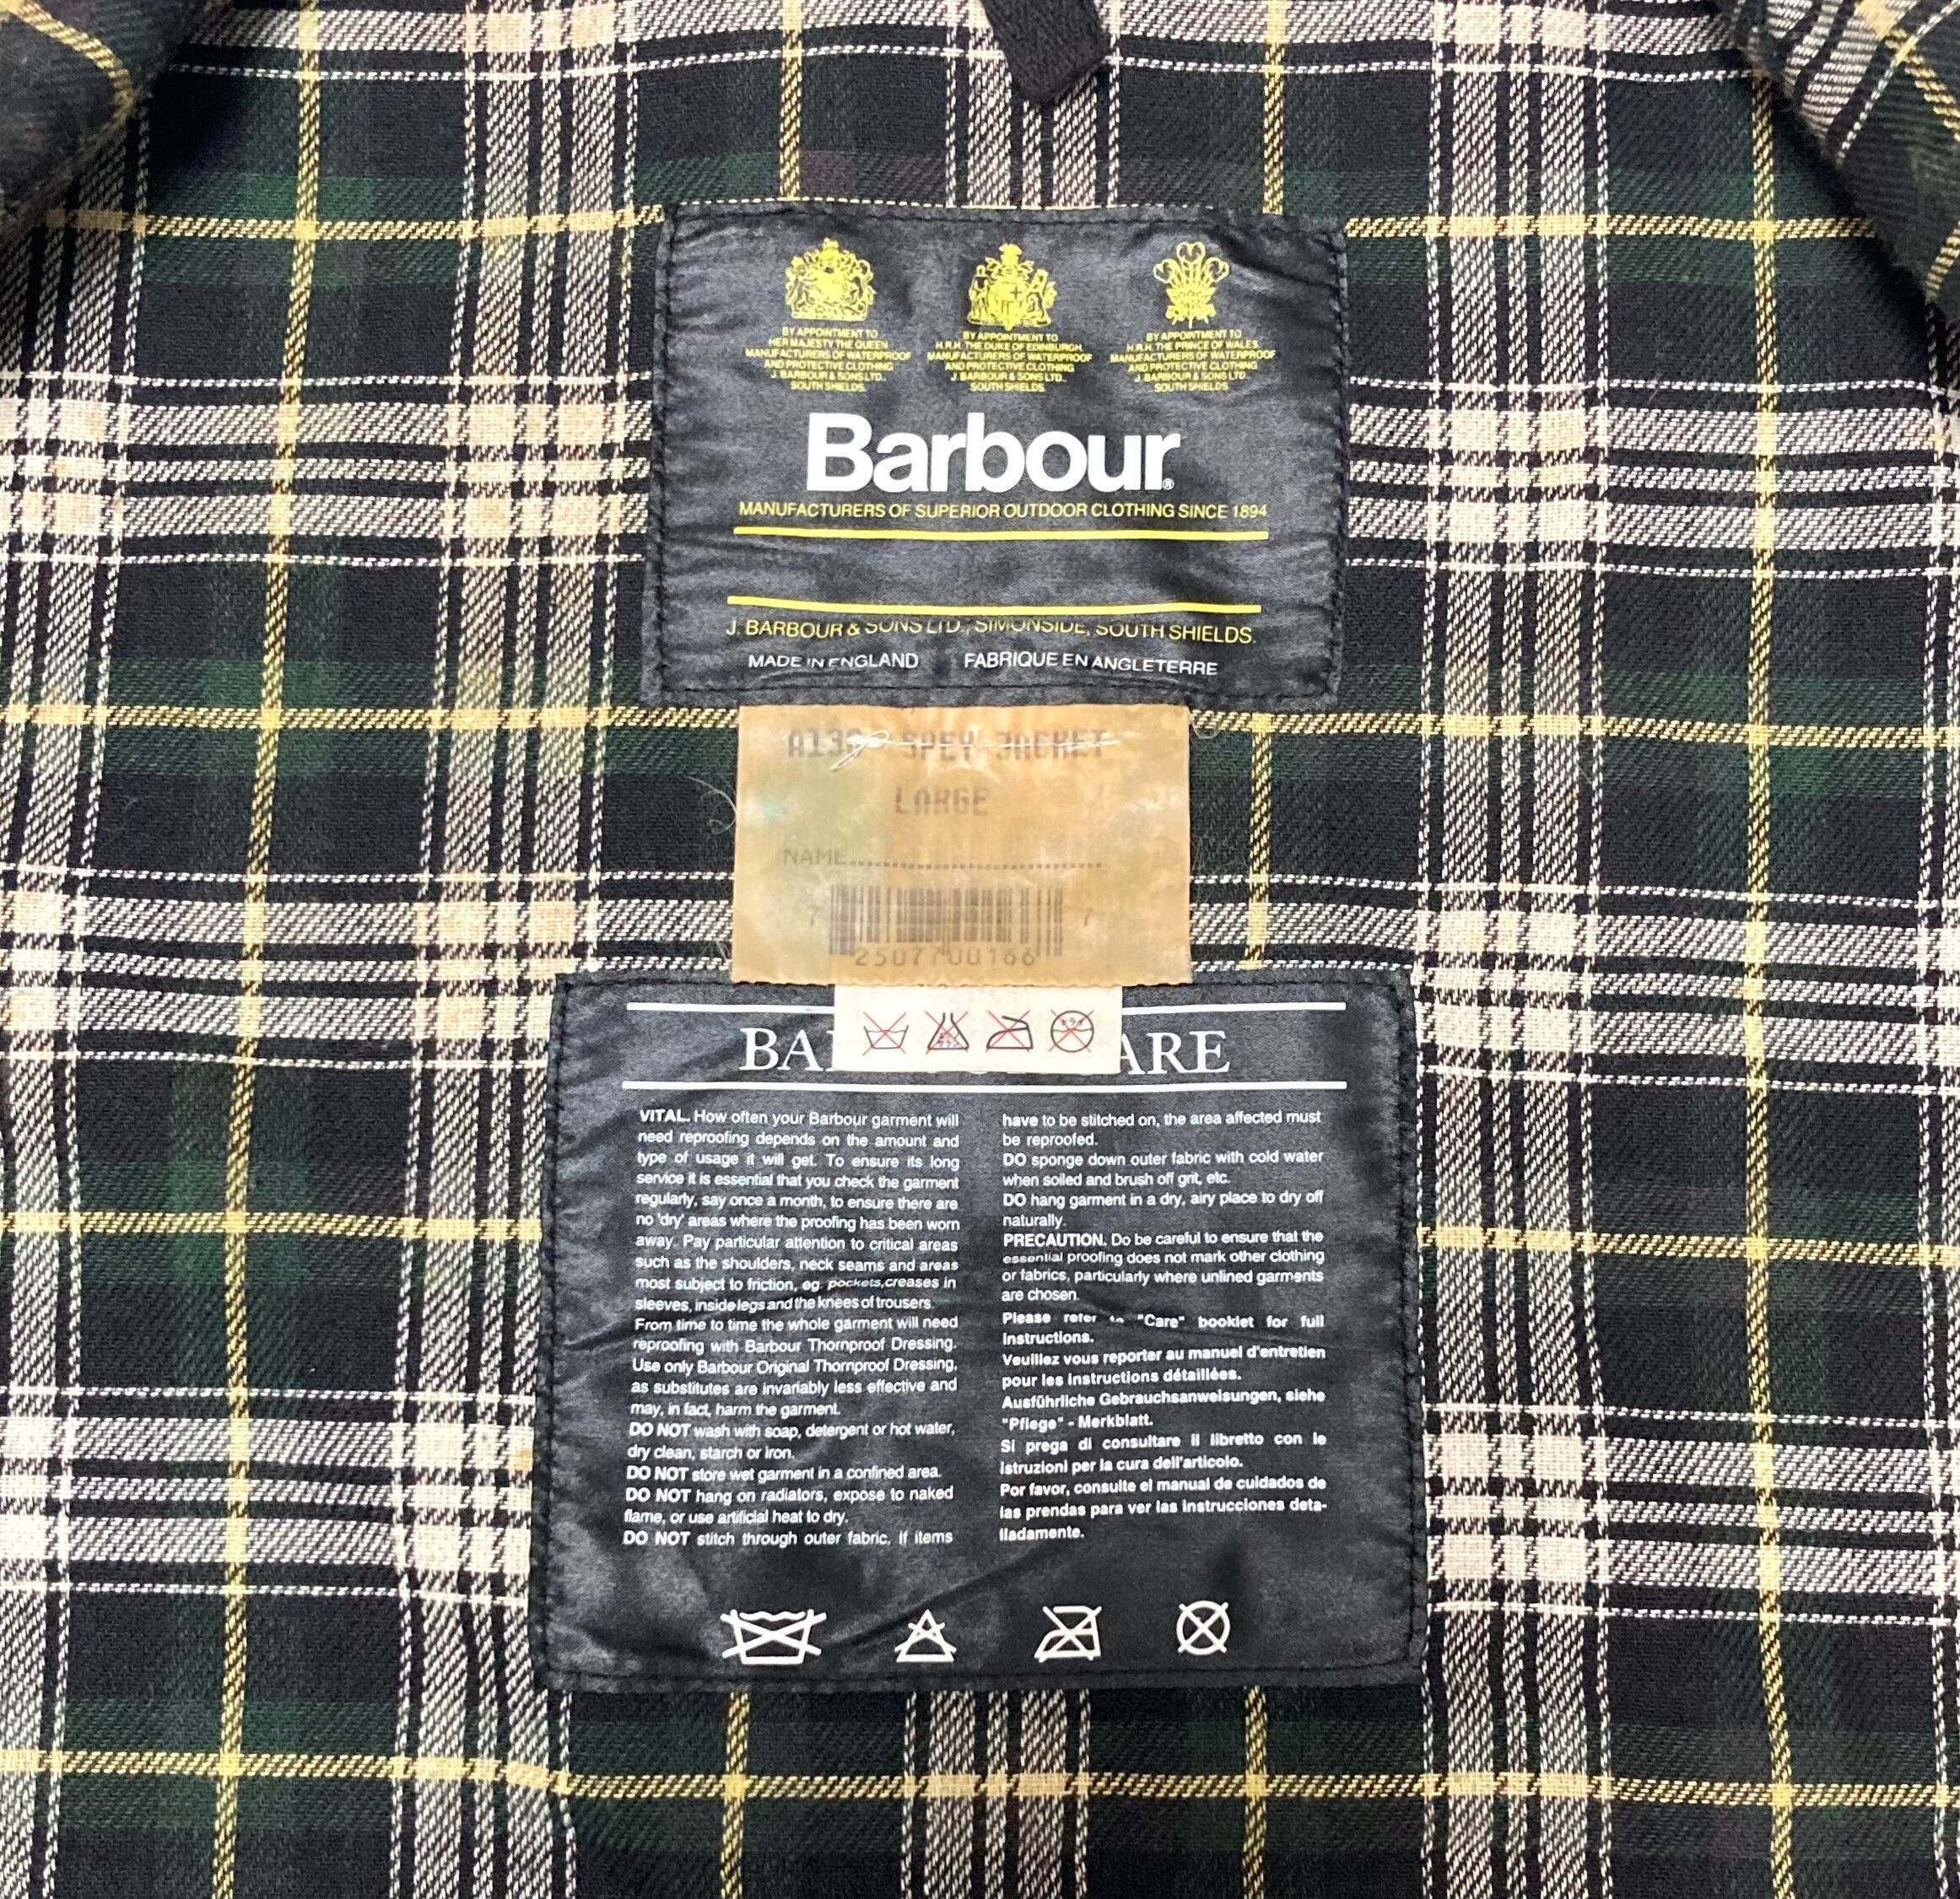 BY APPOINTMENT TO
HER MAJESTY THE QUEEN
MANUFACTURERS OF WATERPROOF
AND PROTECTIVE CLOTHING
J. BARBOUR & SONS LTD.,
SOUTH SHIELDS.
BY APPOINTMENT TO
H.R.H. THE DUKE OF EDINBURGH,
MANUFACTURERS OF WATERPROOF
AND PROTECTIVE CLOTHING
J. BARBOUR & SONS LTD.,
SOUTH SHIELDS.
BY APPOINTMENT TO
H.R.H. THE PRINCE OF WALES,
MANUFACTURERS OF WATERPROOF
AND PROTECTIVE CLOTHING
J. BARBOUR & SONS LTD.,
SOUTH SHIELDS.
Barbour®
MANUFACTURERS OF SUPERIOR OUTDOOR CLOTHING SINCE 1894
J. BARBOUR & SONS LTD., SIMONSIDE, SOUTH SHIELDS.
MADE IN ENGLAND FABRIQUE EN ANGLETERRE
SPEY JACKET
LARGE
NAME
7 7
2507700166
VITAL. How often your Barbour garment will
need reproofing depends on the amount and
type of usage it will get. To ensure its long
service it is essential that you check the garment
regularly, say once a month, to ensure there are
no 'dry' areas where the proofing has been worn
away. Pay particular attention to critical areas
such as the shoulders, neck seams and areas
most subject to friction, eg. pockets,creases in
sleeves, inside legs and the knees of trousers.
From time to time the whole garment will need
reproofing with Barbour Thornproof Dressing.
Use only Barbour Original Thornproof Dressing,
as substitutes are invariably less effective and
may, in fact, harm the garment.
DO NOT wash with soap, detergent or hot water,
dry clean, starch or iron.
DO NOT store wet garment in a confined area.
DO NOT hang on radiators, expose to naked
flame, or use artificial heat to dry.
DO NOT stitch through outer fabric. If items
have to be stitched on, the area affected must
be reproofed.
DO sponge down outer fabric with cold water
when soiled and brush off grit, etc.
DO hang garment in a dry, airy place to dry off
naturally.
PRECAUTION. Do be careful to ensure that the
essential proofing does not mark other clothing
or fabrics, particularly where unlined garments
are chosen.
Please refer to "Care" booklet for full
instructions.
Veuillez vous reporter au manuel d'entretien
pour les instructions détaillées.
Ausführliche Gebrauchsanweisungen, siehe
"Pflege" - Merkblatt.
Si prega di consultare il libretto con le
istruzioni per la cura dell'articolo.
Por favor, consulte el manual de cuidados de
las prendas para ver las instrucciones deta-
lladamente.